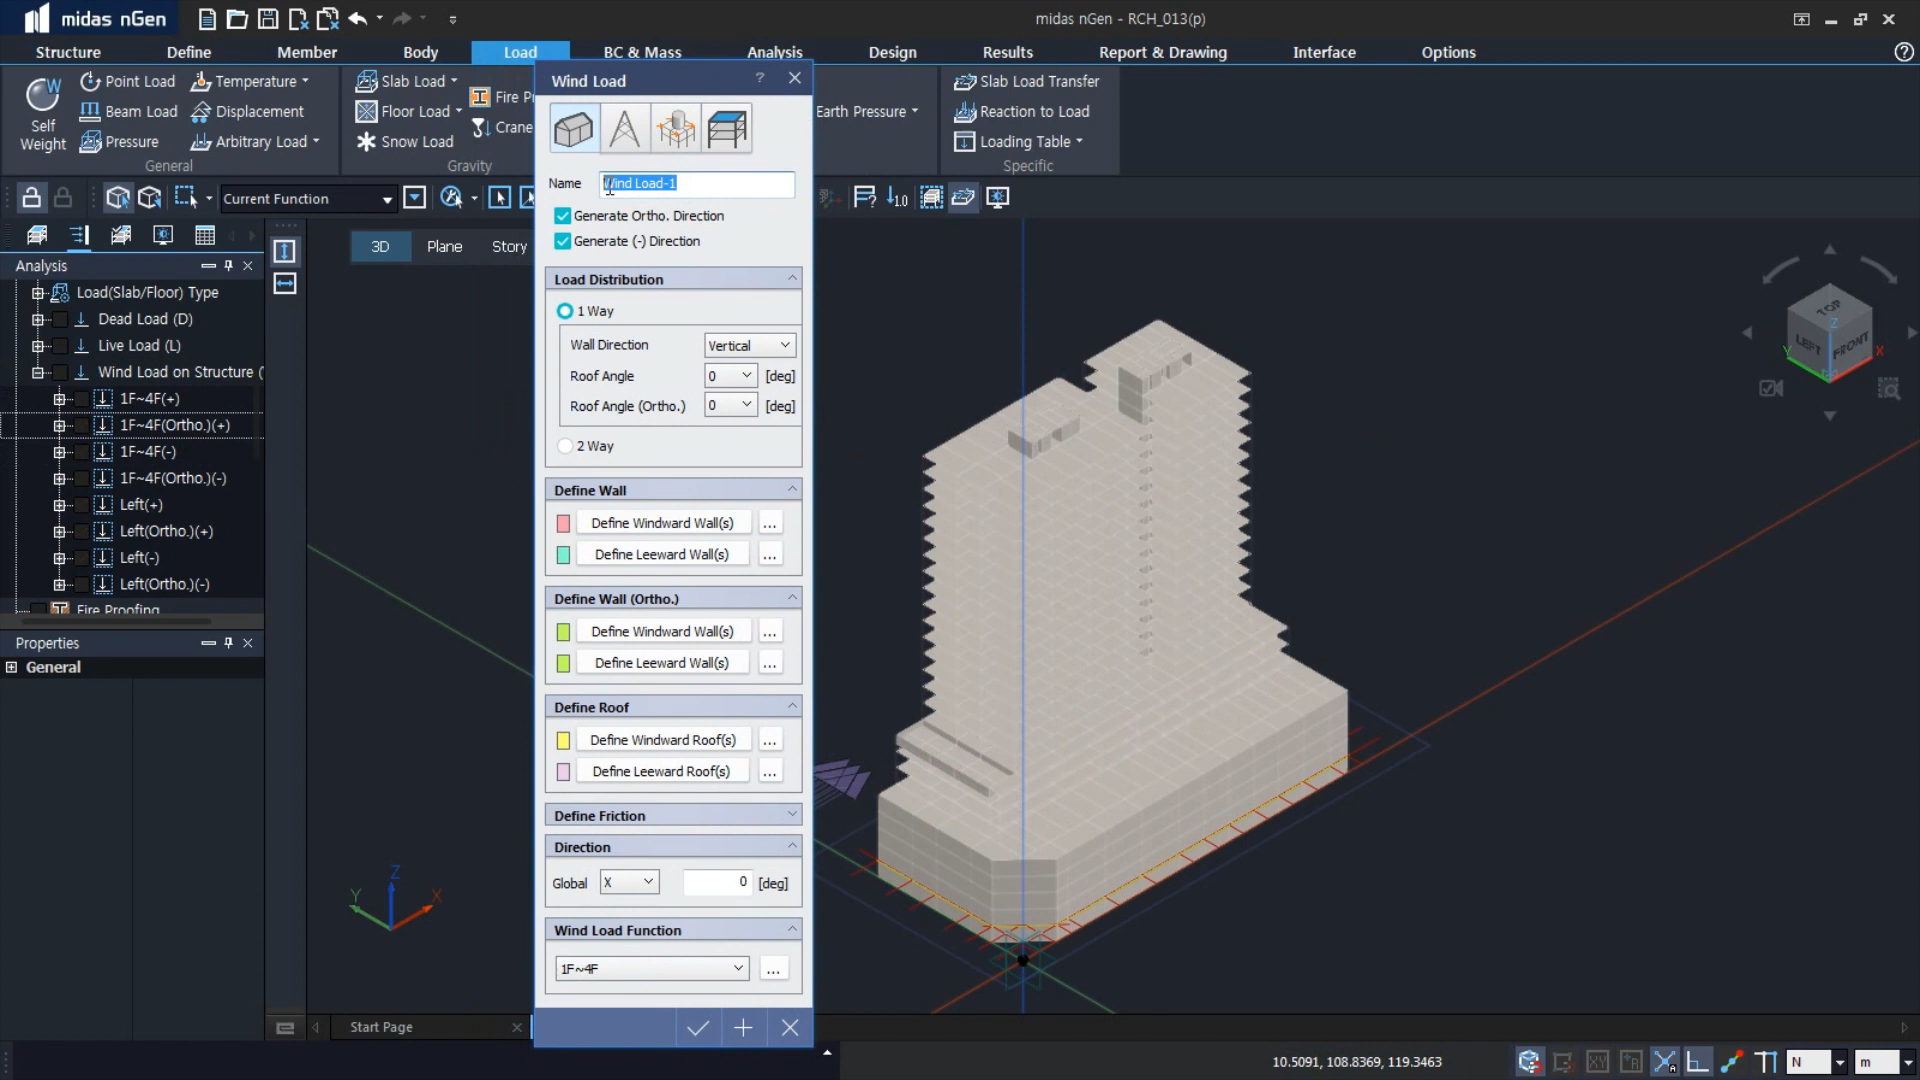 midas nGen
midas nGen - RCH_013(p)
Structure
Define
Member
Body
Load
BC & Mass
Analysis
Design
Results
Report & Drawing
Interface
Options
Self
Weight
Point Load
Beam Load
Pressure
Temperature
Displacement
Arbitrary Load
General
Slab Load
Floor Load
Snow Load
Fire Pr
Crane
Gravity
Earth Pressure
Slab Load Transfer
Reaction to Load
Loading Table
Specific
Current Function
Analysis
Load(Slab/Floor) Type
Dead Load (D)
Live Load (L)
Wind Load on Structure (
1F~4F(+)
1F~4F(Ortho.)(+)
1F~4F(-)
1F~4F(Ortho.)(-)
Left(+)
Left(Ortho.)(+)
Left(-)
Left(Ortho.)(-)
Fire Proofing
Properties
General
3D
Plane
Story
Wind Load
?
Name
Wind Load-1
Generate Ortho. Direction
Generate (-) Direction
Load Distribution
1 Way
Wall Direction
Vertical
Roof Angle
0
[deg]
Roof Angle (Ortho.)
0
[deg]
2 Way
Define Wall
Define Windward Wall(s)
...
Define Leeward Wall(s)
...
Define Wall (Ortho.)
Define Windward Wall(s)
...
Define Leeward Wall(s)
...
Define Roof
Define Windward Roof(s)
...
Define Leeward Roof(s)
...
Define Friction
Direction
Global
X
0
[deg]
Wind Load Function
1F~4F
...
TOP
LEFT
FRONT
Z
Y
X
Z
Y
X
Start Page
10.5091, 108.8369, 119.3463
N
m